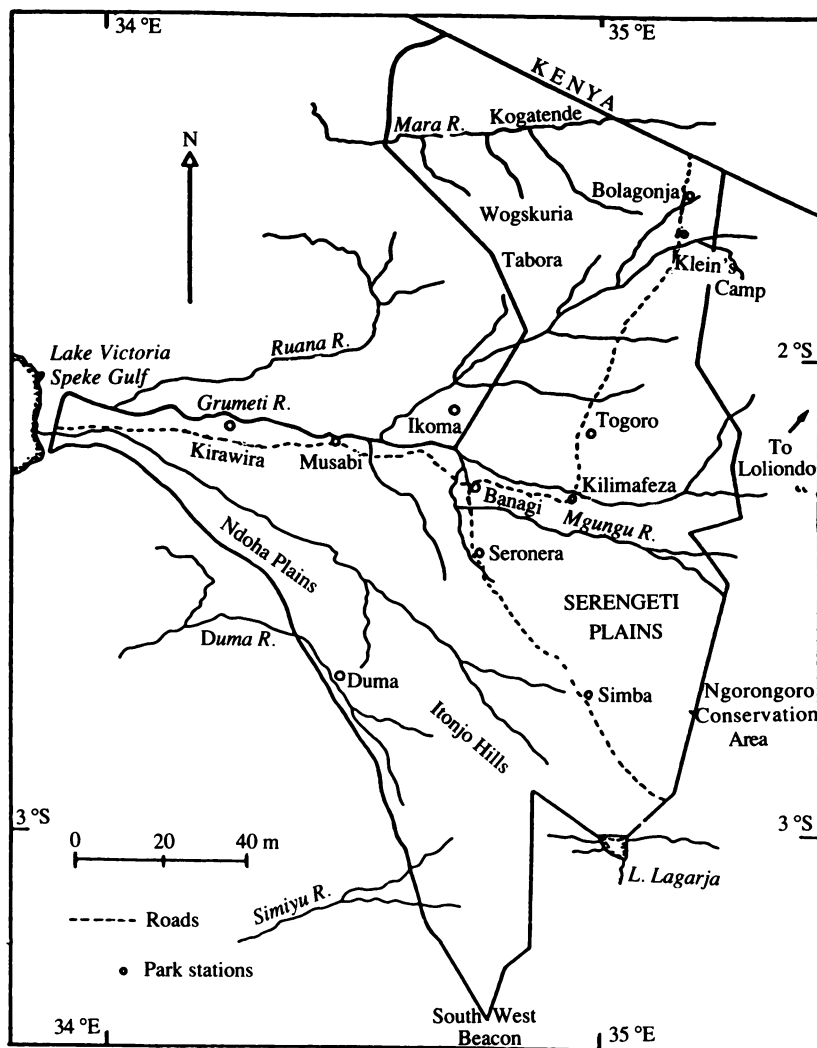 34 °E
35 °E
KENYA
Mara R.
Kogatende
Bolagonja
Wogskuria
Tabora
Klein's
Camp
Ruana R.
Lake Victoria
Speke Gulf
2 °S
Grumeti R.
Ikoma
Togoro
To
Loliondo
Kirawira
Musabi
Kilimafeza
Banagi
Mgungu R.
Ndoha Plains
Seronera
SERENGETI
PLAINS
Duma R.
Duma
Simba
Itonjo Hills
Ngorongoro
Conservation
Area
3 °S
3 °S
0 20 40 m
L. Lagarja
Simiyu R.
Roads
Park stations
N
South West
Beacon
34 °E
35 °E